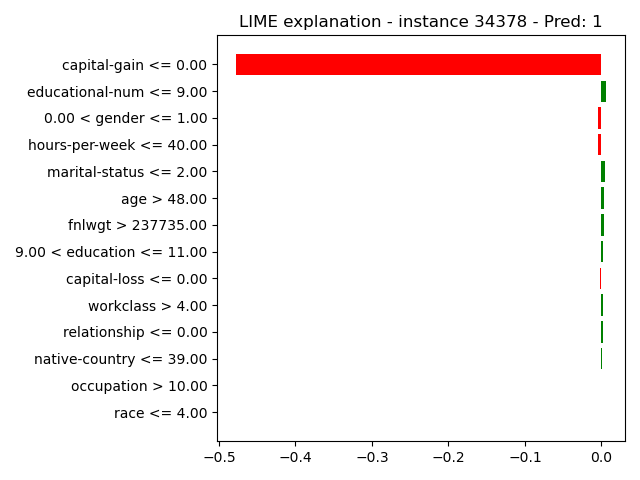 LIME explanation - instance 34378 - Pred: 1
capital-gain <= 0.00
educational-num <= 9.00
0.00 < gender <= 1.00
hours-per-week <= 40.00
marital-status <= 2.00
age > 48.00
fnlwgt > 237735.00
9.00 < education <= 11.00
capital-loss <= 0.00
workclass > 4.00
relationship <= 0.00
native-country <= 39.00
occupation > 10.00
race <= 4.00
−0.5 −0.4 −0.3 −0.2 −0.1 0.0